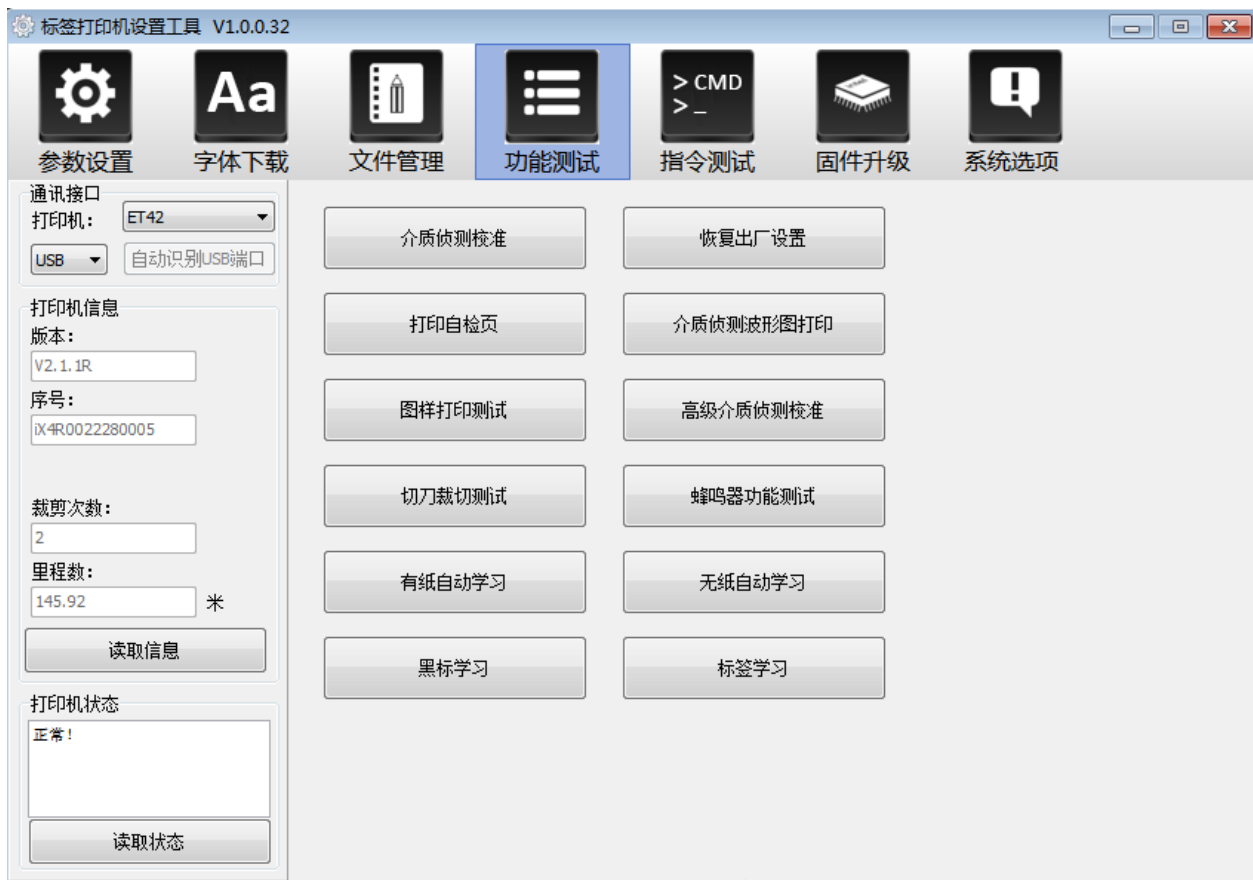 标签打印机设置工具 V1.0.0.32
Aa
> CMD
> _
参数设置
字体下载
文件管理
功能测试
指令测试
固件升级
系统选项
通讯接口
打印机： ET42
USB 自动识别USB端口
打印机信息
版本：
V2.1.1R
序号：
iX4R0022280005
裁剪次数：
2
里程数：
145.92 米
读取信息
打印机状态
正常！
读取状态
介质侦测校准
恢复出厂设置
打印自检页
介质侦测波形图打印
图样打印测试
高级介质侦测校准
切刀裁切测试
蜂鸣器功能测试
有纸自动学习
无纸自动学习
黑标学习
标签学习